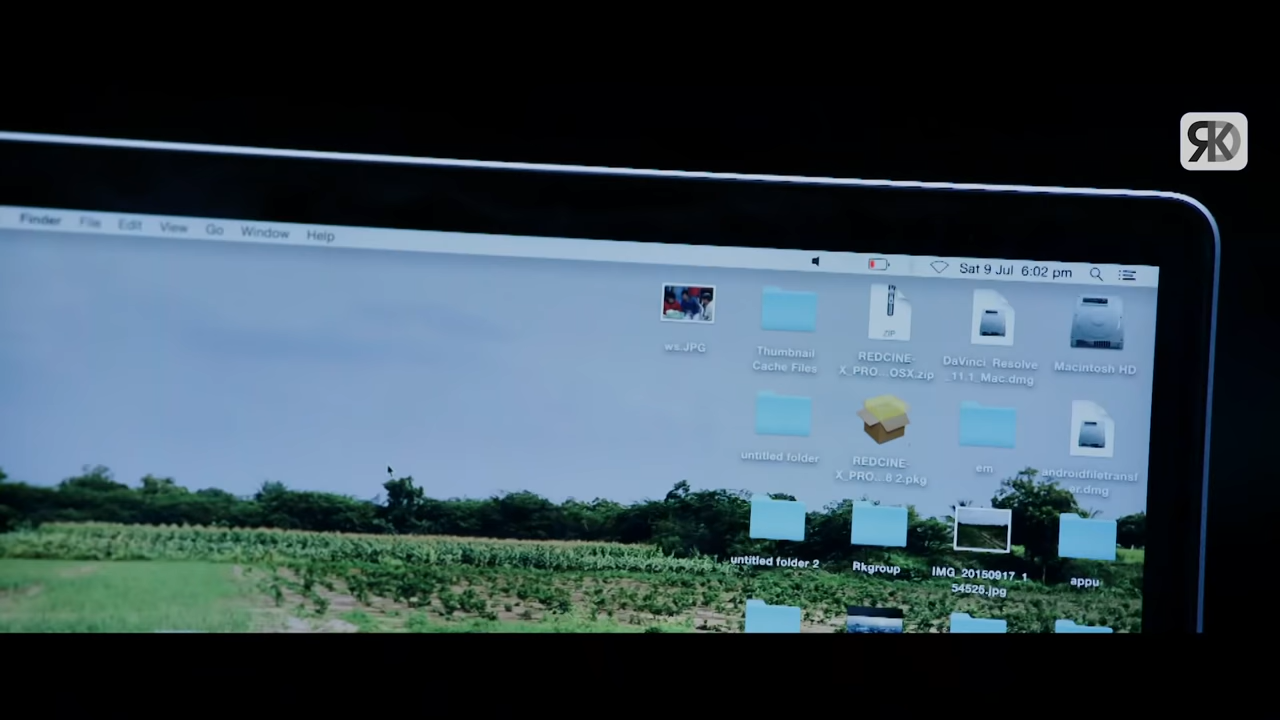 RK
Finder File Edit View Go Window Help
Sat 9 Jul 6:02 pm
ws.JPG
Thumbnail
Cache Files
ZIP
REDCINE-
X_PRO...OSX.zip
DaVinci_Resolve
_11.1_Mac.dmg
Macintosh HD
untitled folder
REDCINE-
X_PRO...8 2.pkg
em
androidfiletransf
er.dmg
untitled folder 2
Rkgroup
IMG_20150917_1
54525.jpg
appu